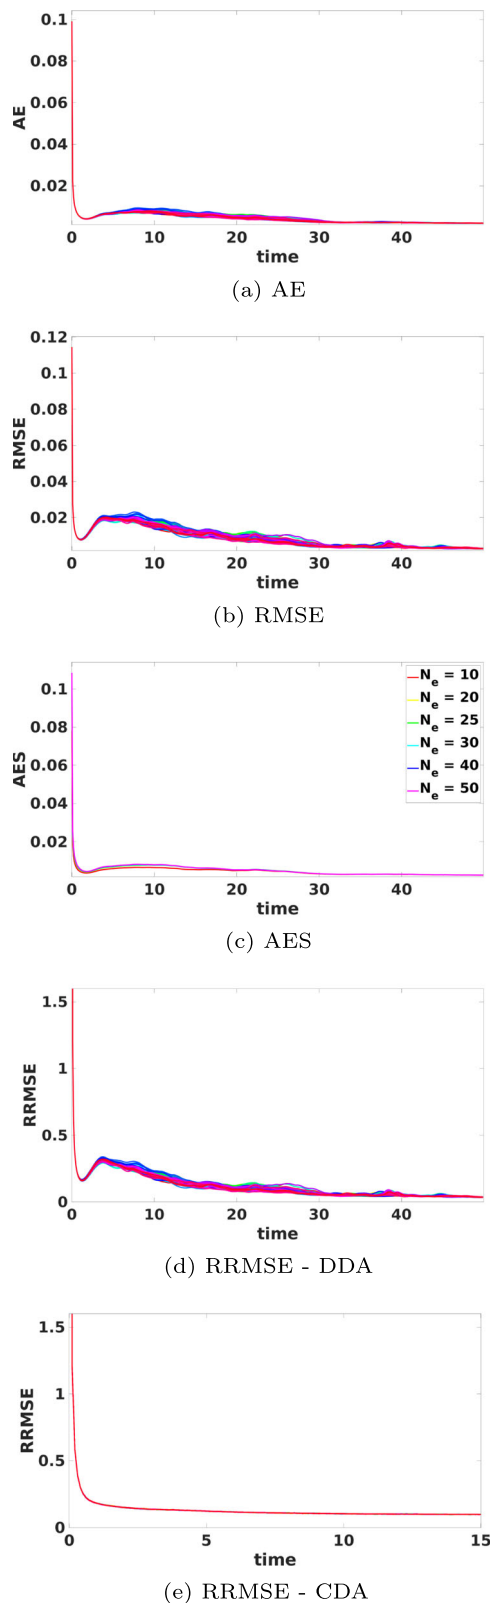 0.1
0.08
0.06
0.04
0.02
AE
0 10 20 30 40
time
(a) AE
0.12
0.1
0.08
0.06
0.04
0.02
RMSE
0 10 20 30 40
time
(b) RMSE
0.1
0.08
0.06
0.04
0.02
AES
N_e = 10
N_e = 20
N_e = 25
N_e = 30
N_e = 40
N_e = 50
0 10 20 30 40
time
(c) AES
1.5
1
0.5
0
RRMSE
0 10 20 30 40
time
(d) RRMSE - DDA
1.5
1
0.5
0
RRMSE
0 5 10 15
time
(e) RRMSE - CDA